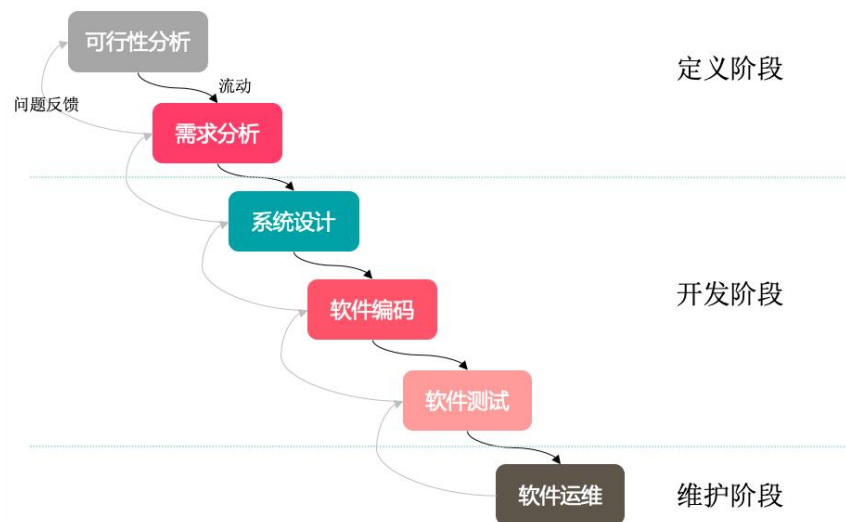 可行性分析
定义阶段
流动
问题反馈
需求分析
系统设计
开发阶段
软件编码
软件测试
软件运维
维护阶段